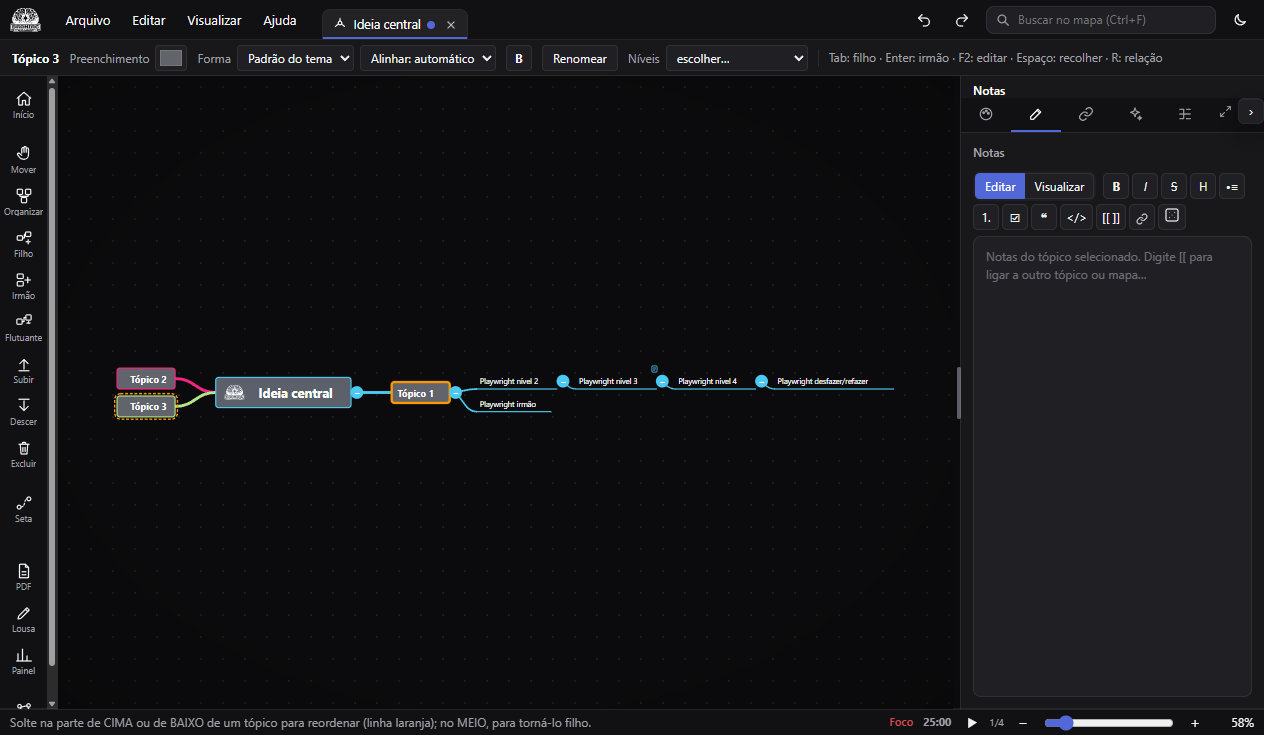 Arquivo Editar Visualizar Ajuda Ideia central Buscar no mapa (Ctrl+F)
Tópico 3 Preenchimento Forma Padrão do tema Alinhar: automático B Renomear Níveis escolher... Tab: filho · Enter: irmão · F2: editar · Espaço: recolher · R: relação
Início
Mover
Organizar
Filho
Irmão
Flutuante
Subir
Descer
Excluir
Seta
PDF
Lousa
Painel
Tópico 2
Tópico 3
Ideia central
Tópico 1
Playwright nível 2
Playwright nível 3
Playwright nível 4
Playwright desfazer/refazer
Playwright irmão
Notas
Notas
Editar Visualizar B I S H
1. ❝ </> [[ ]]
Notas do tópico selecionado. Digite [[ para
ligar a outro tópico ou mapa...
Solte na parte de CIMA ou de BAIXO de um tópico para reordenar (linha laranja); no MEIO, para torná-lo filho.
Foco 25:00 1/4 − + 58%